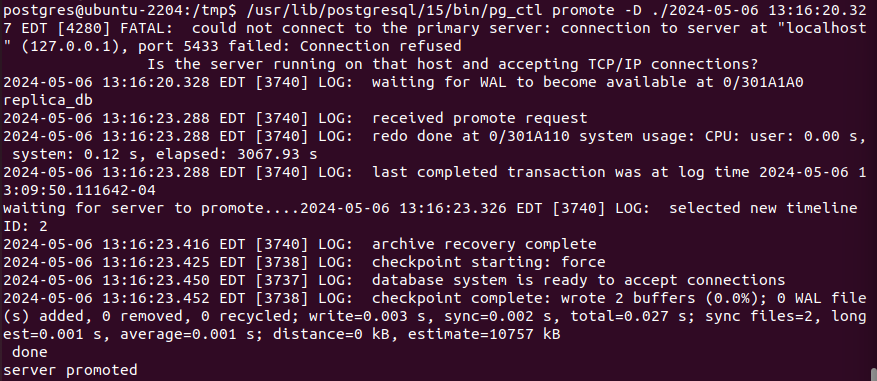 postgres@ubuntu-2204:/tmp$ /usr/lib/postgresql/15/bin/pg_ctl promote -D ./2024-05-06 13:16:20.32
7 EDT [4280] FATAL:  could not connect to the primary server: connection to server at "localhost
" (127.0.0.1), port 5433 failed: Connection refused
                Is the server running on that host and accepting TCP/IP connections?
2024-05-06 13:16:20.328 EDT [3740] LOG:  waiting for WAL to become available at 0/301A1A0
replica_db
2024-05-06 13:16:23.288 EDT [3740] LOG:  received promote request
2024-05-06 13:16:23.288 EDT [3740] LOG:  redo done at 0/301A110 system usage: CPU: user: 0.00 s,
 system: 0.12 s, elapsed: 3067.93 s
2024-05-06 13:16:23.288 EDT [3740] LOG:  last completed transaction was at log time 2024-05-06 1
3:09:50.111642-04
waiting for server to promote....2024-05-06 13:16:23.326 EDT [3740] LOG:  selected new timeline
ID: 2
2024-05-06 13:16:23.416 EDT [3740] LOG:  archive recovery complete
2024-05-06 13:16:23.425 EDT [3738] LOG:  checkpoint starting: force
2024-05-06 13:16:23.450 EDT [3737] LOG:  database system is ready to accept connections
2024-05-06 13:16:23.452 EDT [3738] LOG:  checkpoint complete: wrote 2 buffers (0.0%); 0 WAL file
(s) added, 0 removed, 0 recycled; write=0.003 s, sync=0.002 s, total=0.027 s; sync files=2, long
est=0.001 s, average=0.001 s; distance=0 kB, estimate=10757 kB
 done
server promoted